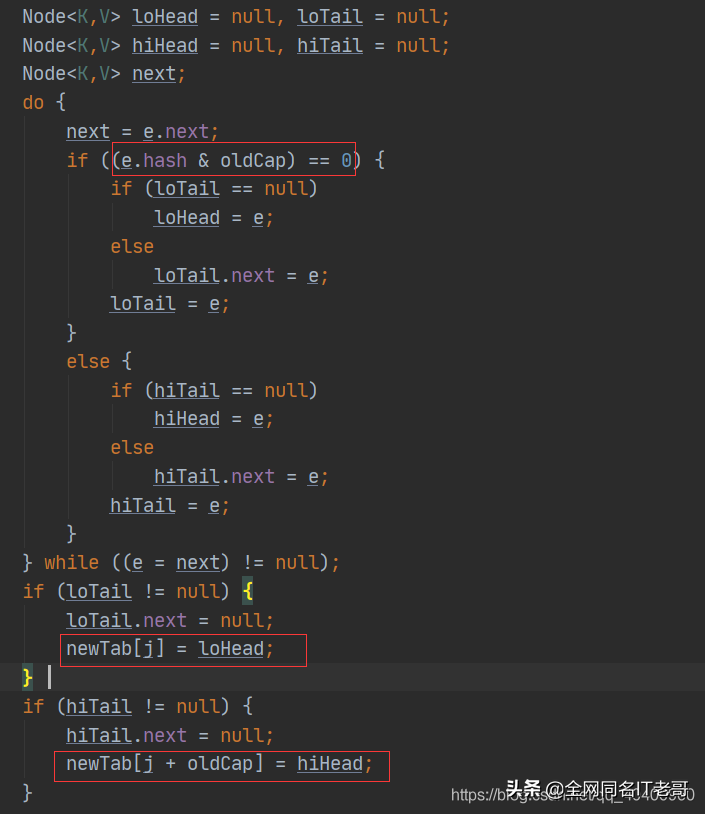 Node<K,V> loHead = null, loTail = null;
Node<K,V> hiHead = null, hiTail = null;
Node<K,V> next;
do {
next = e.next;
if ((e.hash & oldCap) == 0) {
if (loTail == null)
loHead = e;
else
loTail.next = e;
loTail = e;
}
else {
if (hiTail == null)
hiHead = e;
else
hiTail.next = e;
hiTail = e;
}
} while ((e = next) != null);
if (loTail != null) {
loTail.next = null;
newTab[j] = loHead;
}
if (hiTail != null) {
hiTail.next = null;
newTab[j + oldCap] = hiHead;
}
头条 @全网同名IT老哥